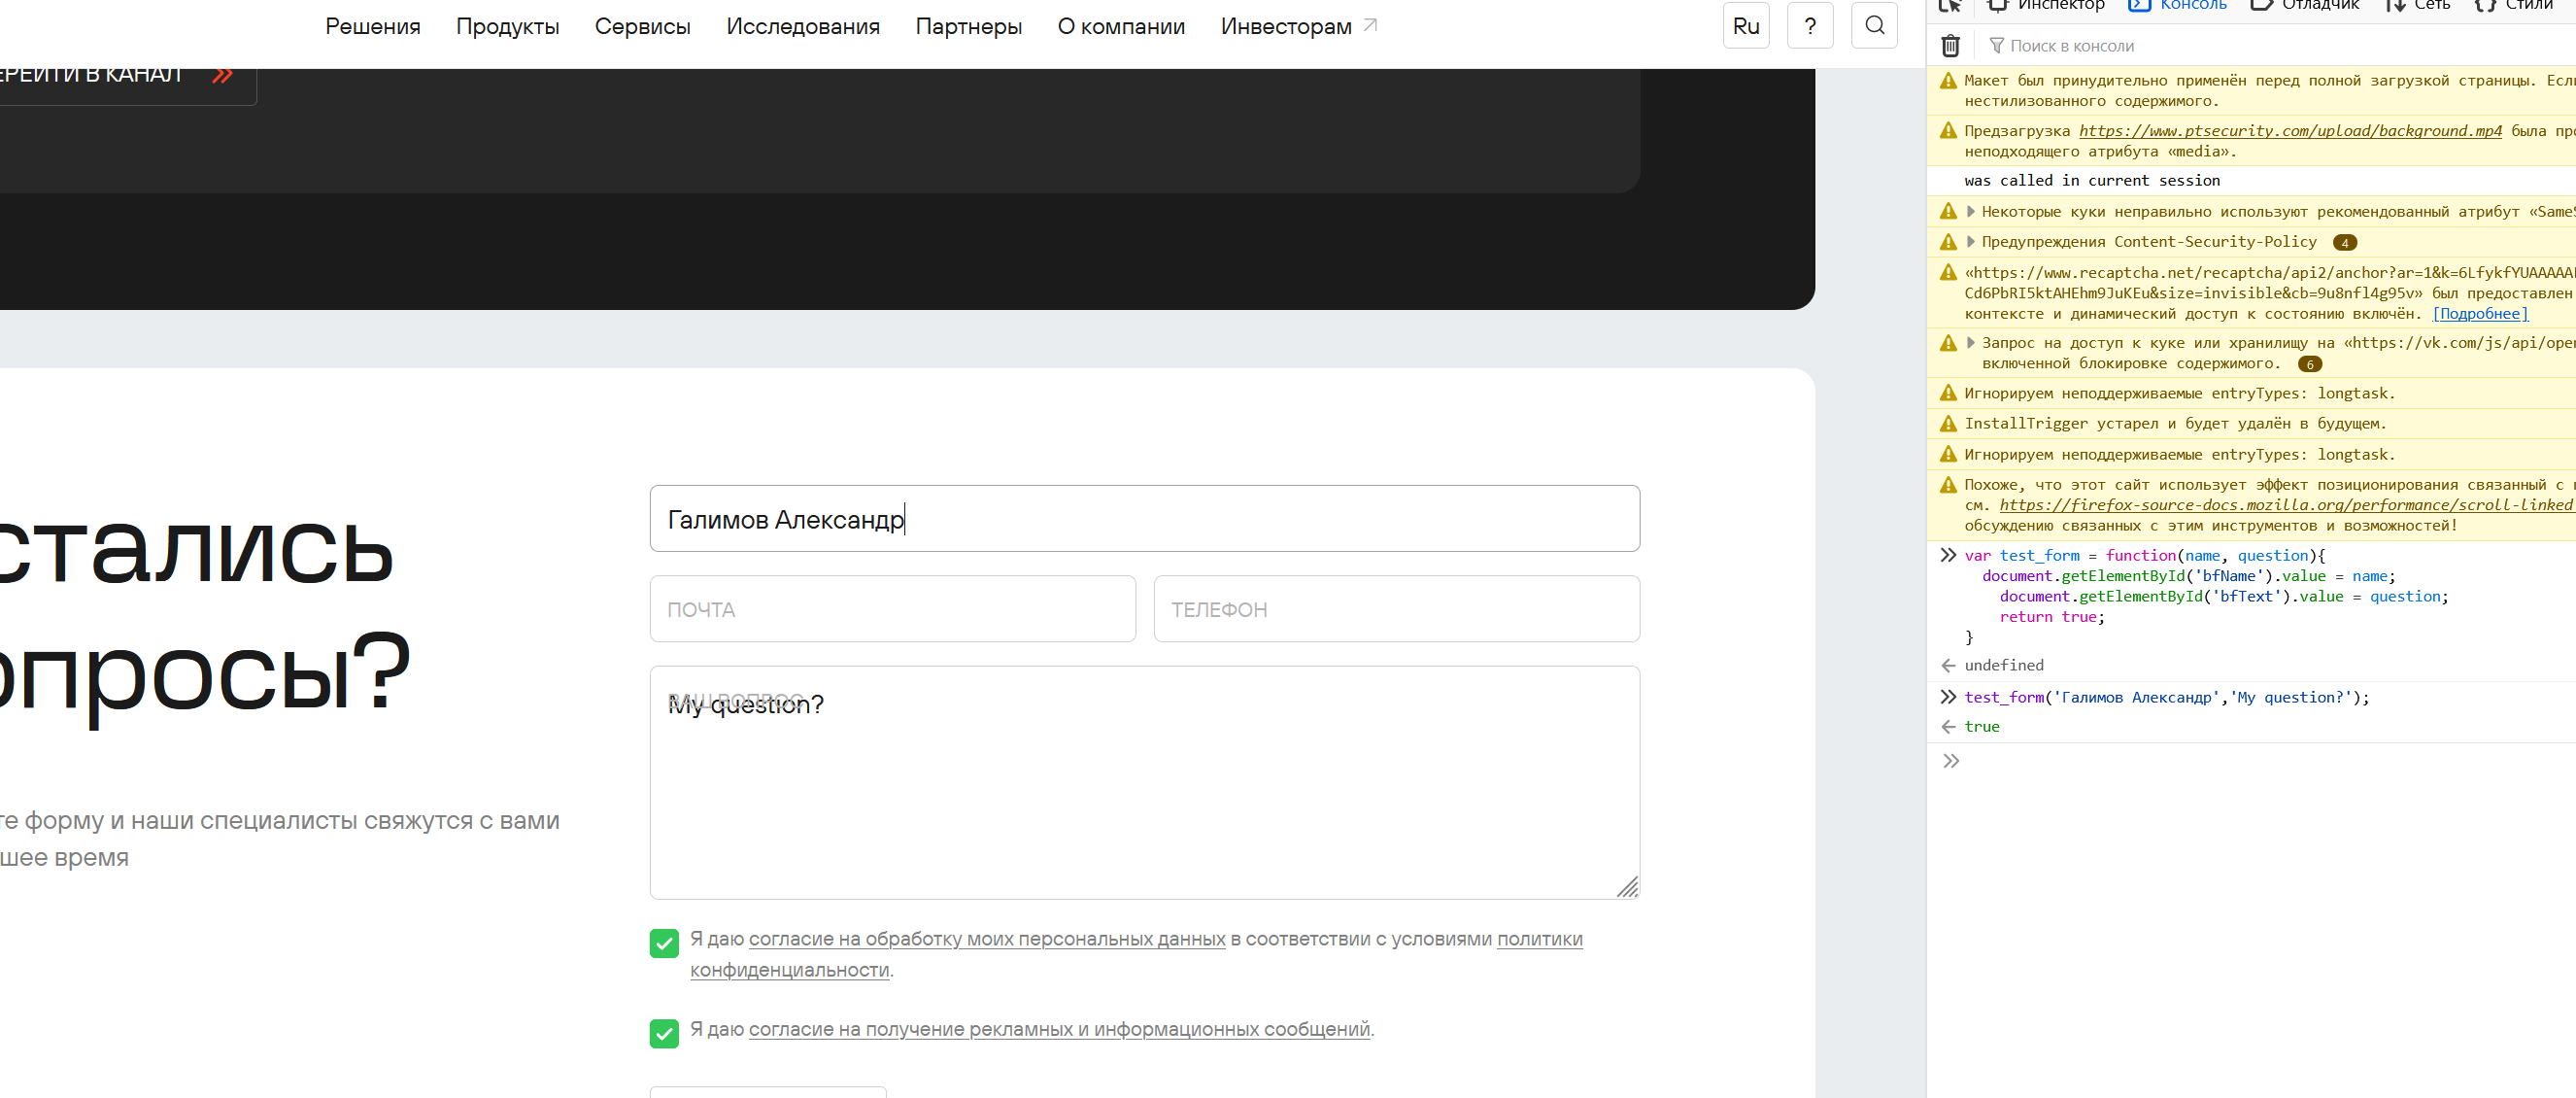 Решения Продукты Сервисы Исследования Партнеры О компании Инвесторам Ru ?
ЕРЕЙТИ В КАНАЛ
стались
опросы?
те форму и наши специалисты свяжутся с вами
шее время
Галимов Александр
ПОЧТА ТЕЛЕФОН
ВАШ ВОПРОС
My question?
Я даю согласие на обработку моих персональных данных в соответствии с условиями политики
конфиденциальности.
Я даю согласие на получение рекламных и информационных сообщений.
Инспектор Консоль Отладчик Сеть Стили
Поиск в консоли
Макет был принудительно применён перед полной загрузкой страницы. Если
нестилизованного содержимого.
Предзагрузка https://www.ptsecurity.com/upload/background.mp4 была про
неподходящего атрибута «media».
was called in current session
Некоторые куки неправильно используют рекомендованный атрибут «SameS
Предупреждения Content-Security-Policy 4
«https://www.recaptcha.net/recaptcha/api2/anchor?ar=1&k=6LfykfYUAAAAA
Cd6PbRI5ktAHEhm9JuKEu&size=invisible&cb=9u8nfl4g95v» был предоставлен
контексте и динамический доступ к состоянию включён. [Подробнее]
Запрос на доступ к куке или хранилищу на «https://vk.com/js/api/open
включенной блокировке содержимого. 6
Игнорируем неподдерживаемые entryTypes: longtask.
InstallTrigger устарел и будет удалён в будущем.
Игнорируем неподдерживаемые entryTypes: longtask.
Похоже, что этот сайт использует эффект позиционирования связанный с
см. https://firefox-source-docs.mozilla.org/performance/scroll-linked
обсуждению связанных с этим инструментов и возможностей!
var test_form = function(name, question){
document.getElementById('bfName').value = name;
document.getElementById('bfText').value = question;
return true;
}
undefined
test_form('Галимов Александр','My question?');
true